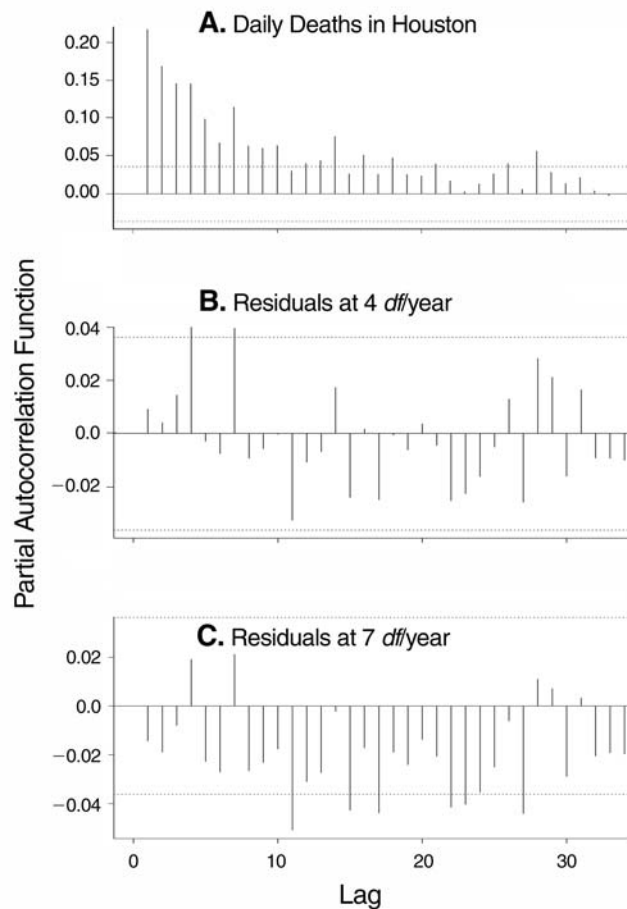 A. Daily Deaths in Houston
0.20
0.15
0.10
0.05
0.00
B. Residuals at 4 df/year
0.04
0.02
0.0
−0.02
Partial Autocorrelation Function
C. Residuals at 7 df/year
0.02
0.0
−0.02
−0.04
0 10 20 30
Lag